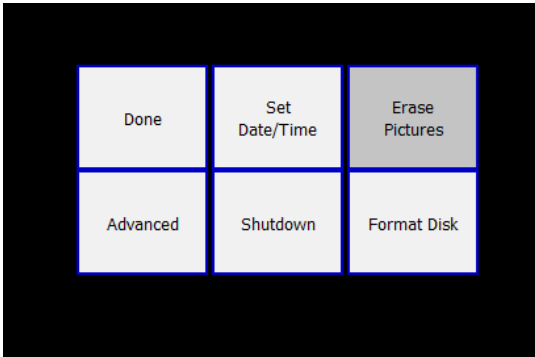 Done
Set
Date/Time
Erase
Pictures
Advanced
Shutdown
Format Disk